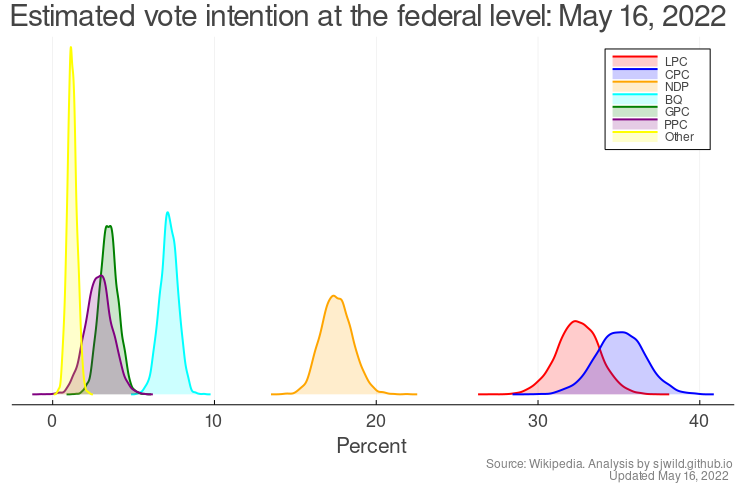 Estimated vote intention at the federal level: May 16, 2022
LPC
CPC
NDP
BQ
GPC
PPC
Other
0 10 20 30 40
Percent
Source: Wikipedia. Analysis by sjwild.github.io
Updated May 16, 2022